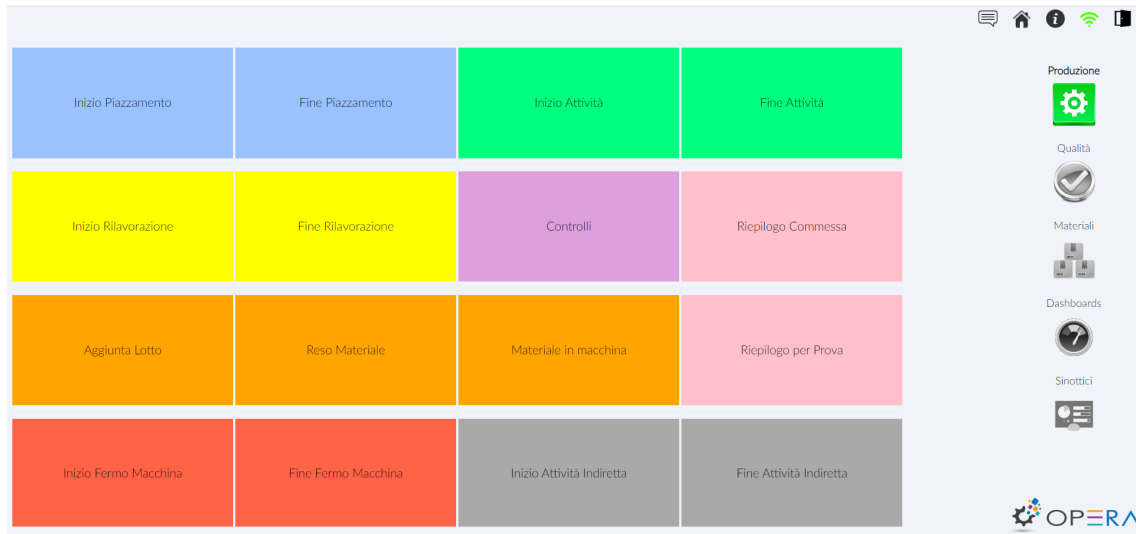 Produzione
Inizio Piazzamento
Fine Piazzamento
Inizio Attività
Fine Attività
Qualità
Inizio Rilavorazione
Fine Rilavorazione
Controlli
Riepilogo Commessa
Materiali
Dashboards
Aggiunta Lotto
Reso Materiale
Materiale in macchina
Riepilogo per Prova
Sinottici
Inizio Fermo Macchina
Fine Fermo Macchina
Inizio Attività Indiretta
Fine Attività Indiretta
OPERA